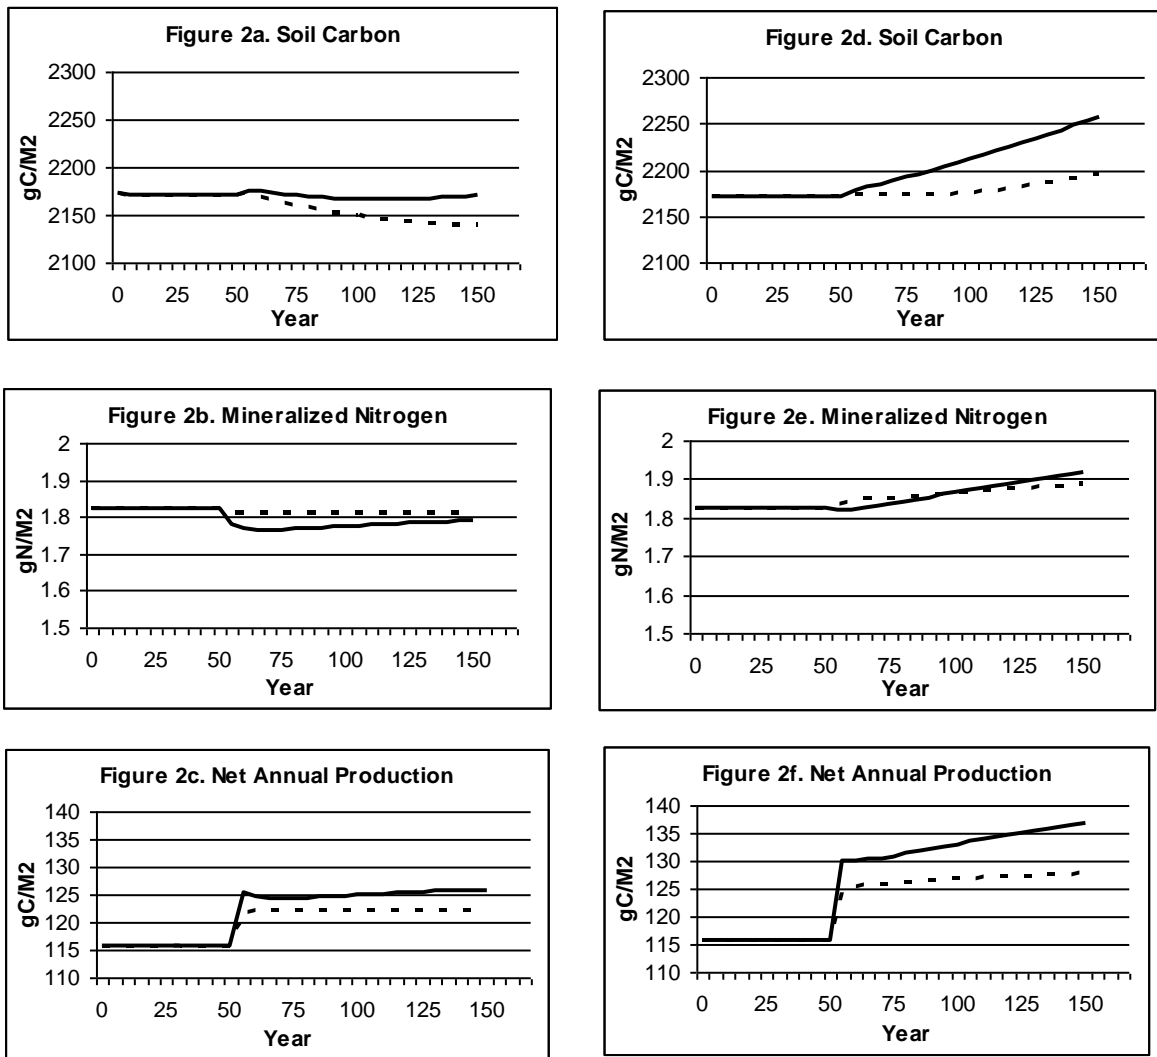 Figure 2a. Soil Carbon
gC/M2
2300
2250
2200
2150
2100
0 25 50 75 100 125 150
Year
Figure 2d. Soil Carbon
gC/M2
2300
2250
2200
2150
2100
0 25 50 75 100 125 150
Year
Figure 2b. Mineralized Nitrogen
gN/M2
2
1.9
1.8
1.7
1.6
1.5
0 25 50 75 100 125 150
Year
Figure 2e. Mineralized Nitrogen
gN/M2
2
1.9
1.8
1.7
1.6
1.5
0 25 50 75 100 125 150
Year
Figure 2c. Net Annual Production
gC/M2
140
135
130
125
120
115
110
0 25 50 75 100 125 150
Year
Figure 2f. Net Annual Production
gC/M2
140
135
130
125
120
115
110
0 25 50 75 100 125 150
Year